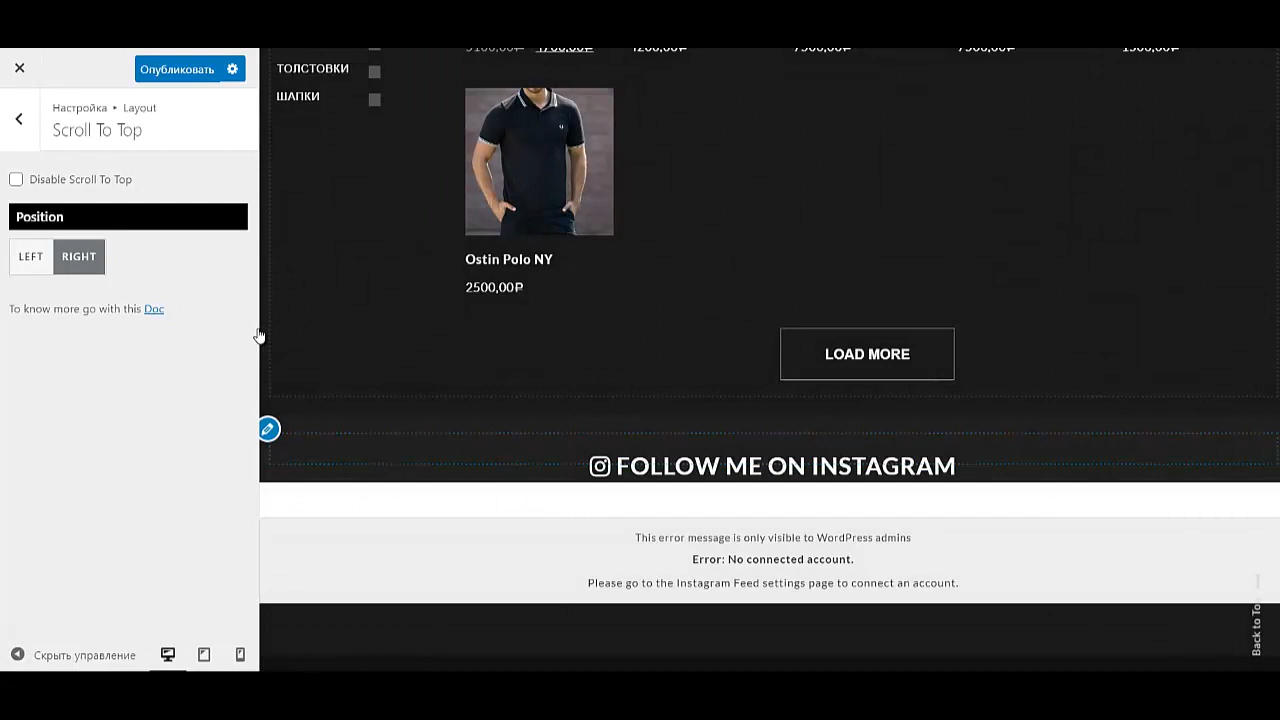 Опубликовать
Настройка • Layout
Scroll To Top
Disable Scroll To Top
Position
LEFT
RIGHT
To know more go with this Doc
Скрыть управление
ТОЛСТОВКИ
ШАПКИ
Ostin Polo NY
2500,00₽
LOAD MORE
FOLLOW ME ON INSTAGRAM
This error message is only visible to WordPress admins
Error: No connected account.
Please go to the Instagram Feed settings page to connect an account.
Back to To